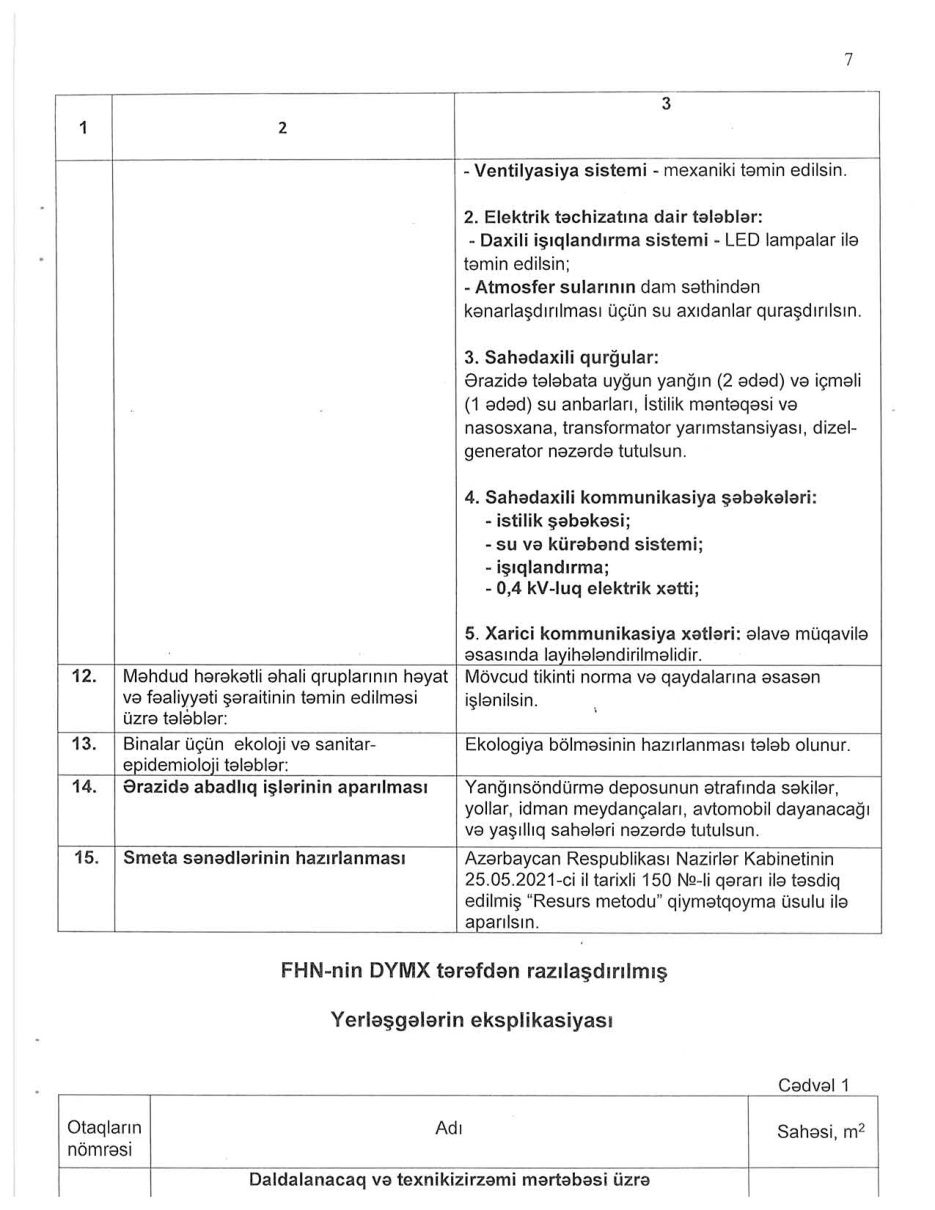 7
1
2
3
- Ventilyasiya sistemi - mexaniki təmin edilsin.
2. Elektrik təchizatına dair tələblər:
- Daxili işıqlandırma sistemi - LED lampalar ilə
təmin edilsin;
- Atmosfer sularının dam səthindən
kənarlaşdırılması üçün su axıdanlar quraşdırılsın.
3. Sahədaxili qurğular:
Ərazidə tələbata uyğun yanğın (2 ədəd) və içməli
(1 ədəd) su anbarları, İstilik məntəqəsi və
nasosxana, transformator yarımstansiyası, dizel-
generator nəzərdə tutulsun.
4. Sahədaxili kommunikasiya şəbəkələri:
- istilik şəbəkəsi;
- su və kürəbənd sistemi;
- işıqlandırma;
- 0,4 kV-luq elektrik xətti;
5. Xarici kommunikasiya xətləri: əlavə müqavilə
əsasında layihələndirilməlidir.
12.
Məhdud hərəkətli əhali qruplarının həyat
və fəaliyyəti şəraitinin təmin edilməsi
üzrə tələblər:
Mövcud tikinti norma və qaydalarına əsasən
işlənilsin.
13.
Binalar üçün ekoloji və sanitar-
epidemioloji tələblər:
Ekologiya bölməsinin hazırlanması tələb olunur.
14.
Ərazidə abadlıq işlərinin aparılması
Yanğınsöndürmə deposunun ətrafında səkilər,
yollar, idman meydançaları, avtomobil dayanacağı
və yaşıllıq sahələri nəzərdə tutulsun.
15.
Smeta sənədlərinin hazırlanması
Azərbaycan Respublikası Nazirlər Kabinetinin
25.05.2021-ci il tarixli 150 №-li qərarı ilə təsdiq
edilmiş “Resurs metodu” qiymətqoyma üsulu ilə
aparılsın.
FHN-nin DYMX tərəfdən razılaşdırılmış
Yerləşgələrin eksplikasiyası
Cədvəl 1
Otaqların
nömrəsi
Adı
Sahəsi, m²
Daldalanacaq və texnikizirzəmi mərtəbəsi üzrə